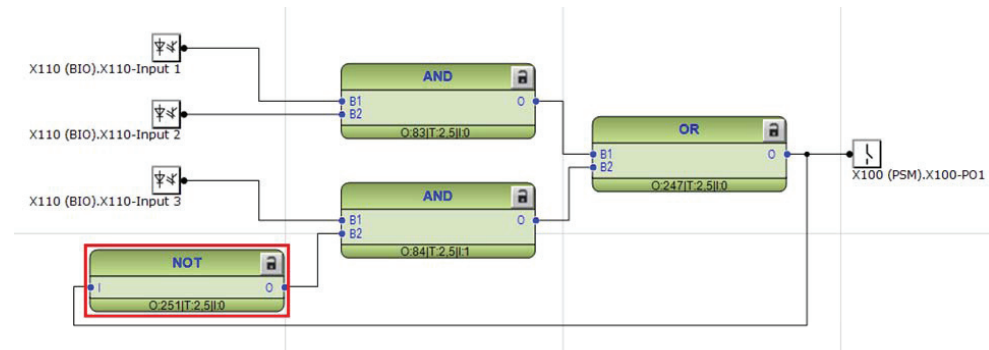 X110 (BIO).X110-Input 1
X110 (BIO).X110-Input 2
X110 (BIO).X110-Input 3
AND
B1 O
B2
O:83|T:2.5|I:0
AND
B1 O
B2
O:84|T:2.5|I:1
NOT
I O
O:251|T:2.5|I:0
OR
B1 O
B2
O:247|T:2.5|I:0
X100 (PSM).X100-PO1